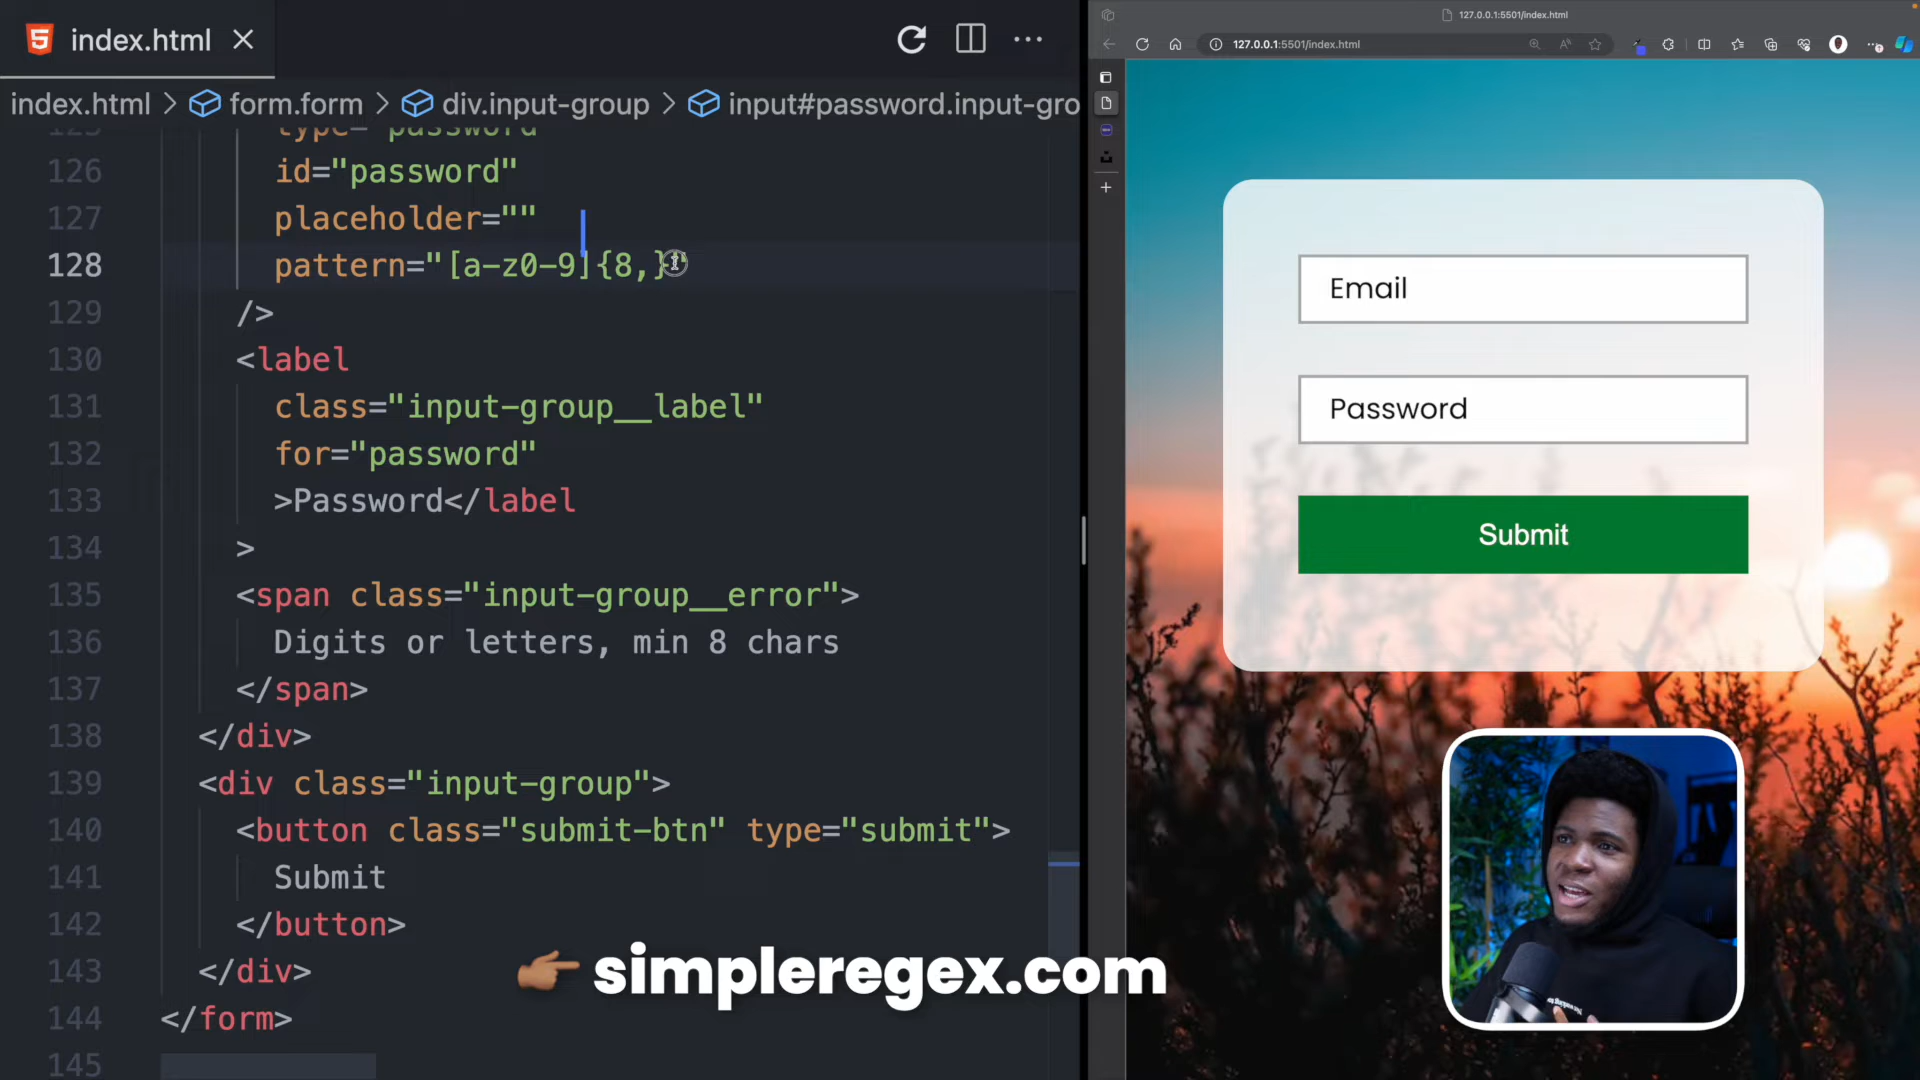 index.html
index.html > form.form > div.input-group > input#password.input-gro
125 type="password"
126 id="password"
127 placeholder=""
128 pattern="[a-z0-9]{8,}"
129 />
130 <label
131 class="input-group__label"
132 for="password"
133 >Password</label
134 >
135 <span class="input-group__error">
136 Digits or letters, min 8 chars
137 </span>
138 </div>
139 <div class="input-group">
140 <button class="submit-btn" type="submit">
141 Submit
142 </button>
143 </div>
144 </form>
145
simpleregex.com
127.0.0.1:5501/index.html
127.0.0.1:5501/index.html
Email
Password
Submit